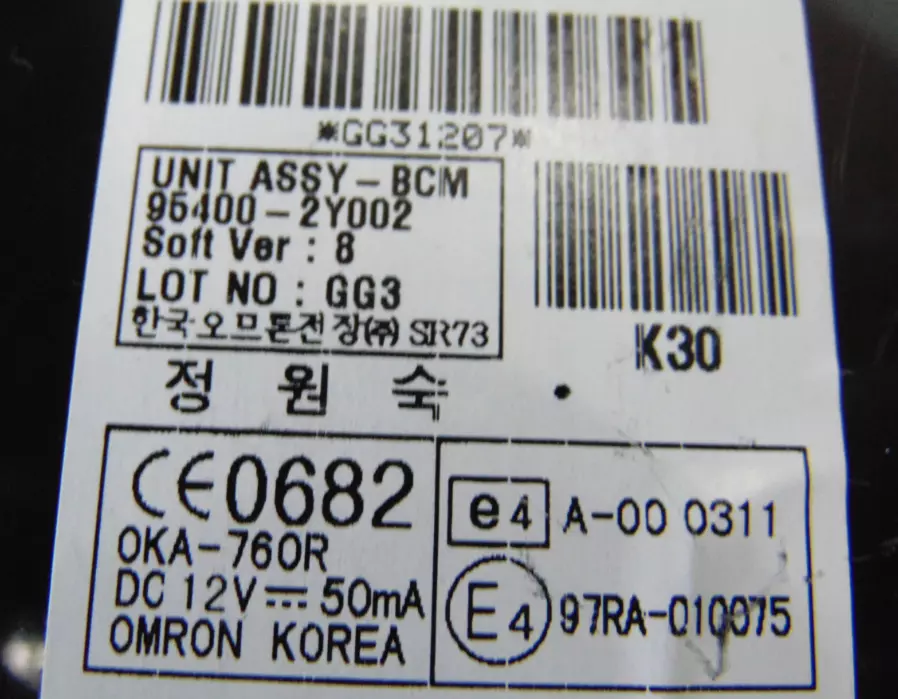 *GG31207*
UNIT ASSY-BCM
95400-2Y002
Soft Ver : 8
LOT NO : GG3
한국오므론전장(주) SIR73
K30
정 원 숙 .
CE0682
OKA-760R
DC 12V⎓50mA
OMRON KOREA
e4 A-00 0311
E4 97RA-010075